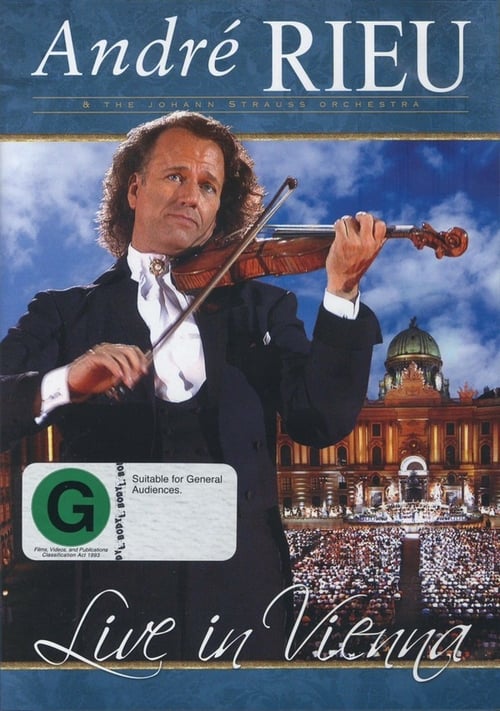 André RIEU
& THE JOHANN STRAUSS ORCHESTRA
G
Suitable for General
Audiences.
Films, Videos, and Publications
Classification Act 1993
Live in Vienna